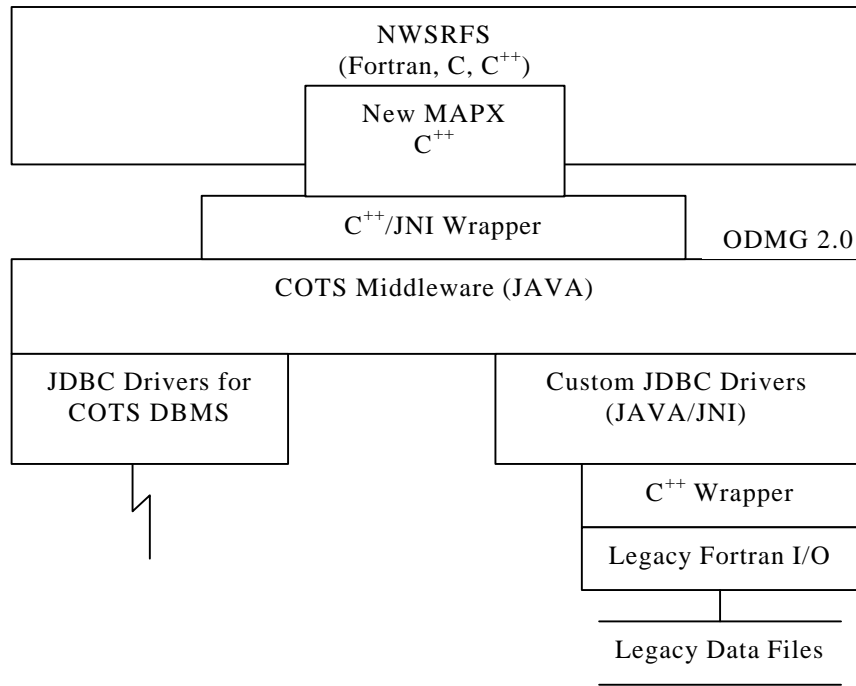 NWSRFS
(Fortran, C, C++)
New MAPX
C++
C++/JNI Wrapper
ODMG 2.0
COTS Middleware (JAVA)
JDBC Drivers for
COTS DBMS
Custom JDBC Drivers
(JAVA/JNI)
C++ Wrapper
Legacy Fortran I/O
Legacy Data Files